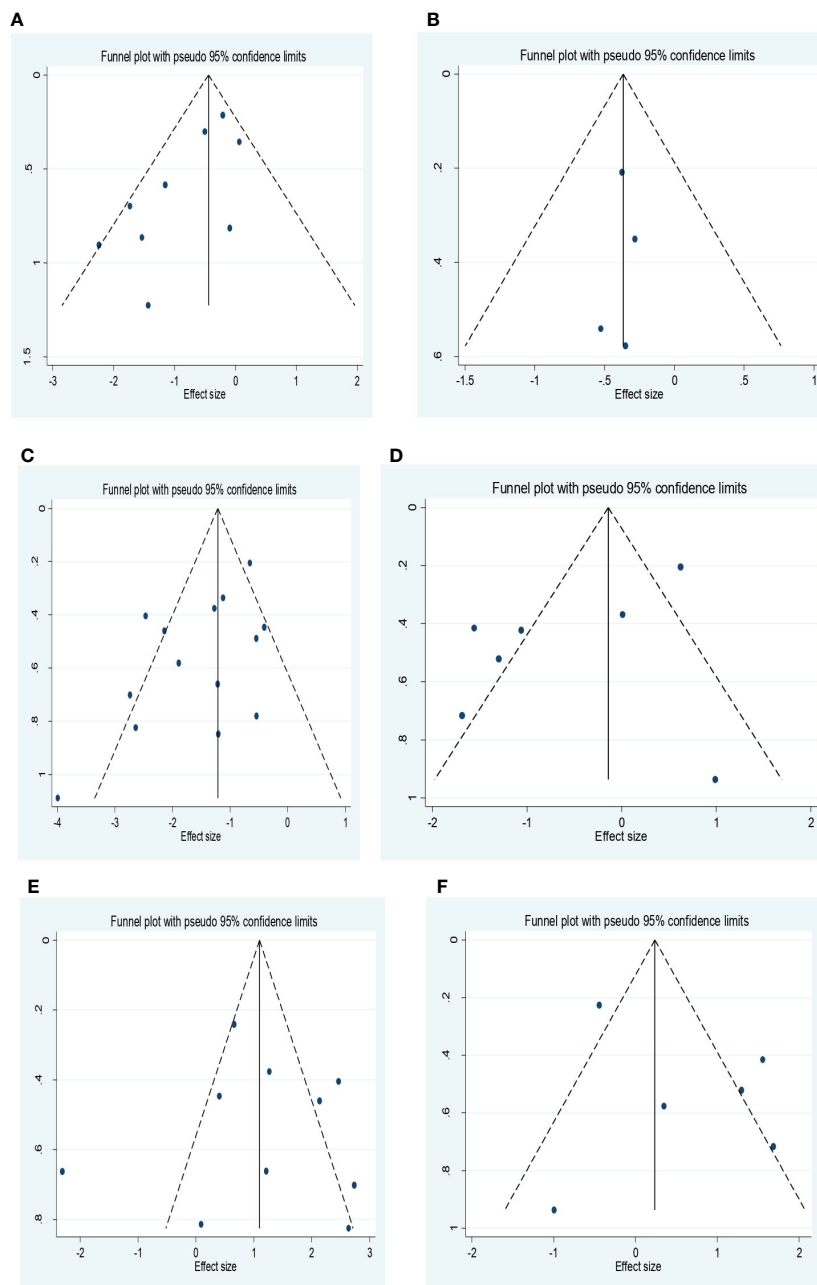 A
Funnel plot with pseudo 95% confidence limits
0
.5
1
1.5
-3 -2 -1 0 1 2
Effect size
B
Funnel plot with pseudo 95% confidence limits
0
.2
.4
.6
-1.5 -1 -.5 0 .5 1
Effect size
C
Funnel plot with pseudo 95% confidence limits
0
.2
.4
.6
.8
1
-4 -3 -2 -1 0 1
Effect size
D
Funnel plot with pseudo 95% confidence limits
0
.2
.4
.6
.8
1
-2 -1 0 1 2
Effect size
E
Funnel plot with pseudo 95% confidence limits
0
.2
.4
.6
.8
-2 -1 0 1 2 3
Effect size
F
Funnel plot with pseudo 95% confidence limits
0
.2
.4
.6
.8
1
-2 -1 0 1 2
Effect size